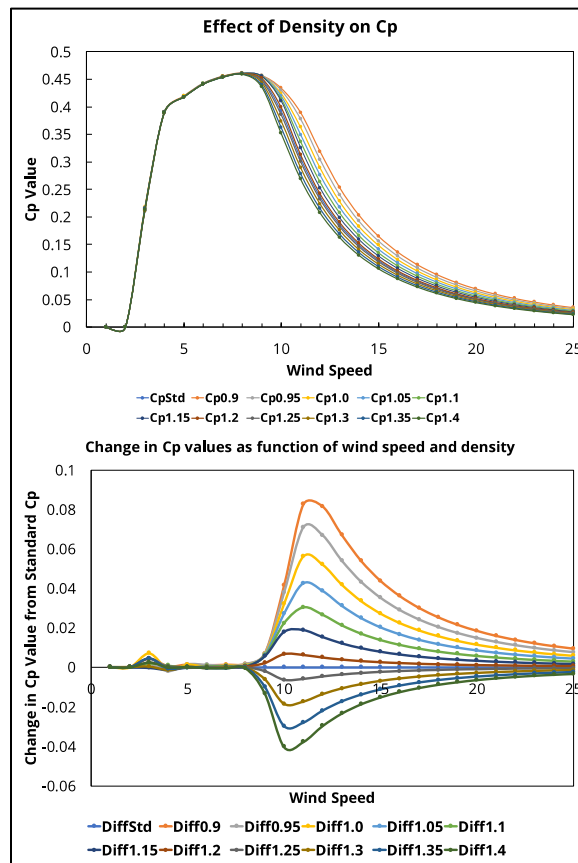 Effect of Density on Cp
0.5
0.45
0.4
0.35
0.3
0.25
0.2
0.15
0.1
0.05
0
Cp Value
0 5 10 15 20 25
Wind Speed
CpStd Cp0.9 Cp0.95 Cp1.0 Cp1.05 Cp1.1
Cp1.15 Cp1.2 Cp1.25 Cp1.3 Cp1.35 Cp1.4
Change in Cp values as function of wind speed and density
0.1
0.08
0.06
0.04
0.02
0
-0.02
-0.04
-0.06
Change in Cp Value from Standard Cp
0 5 10 15 20 25
Wind Speed
DiffStd Diff0.9 Diff0.95 Diff1.0 Diff1.05 Diff1.1
Diff1.15 Diff1.2 Diff1.25 Diff1.3 Diff1.35 Diff1.4